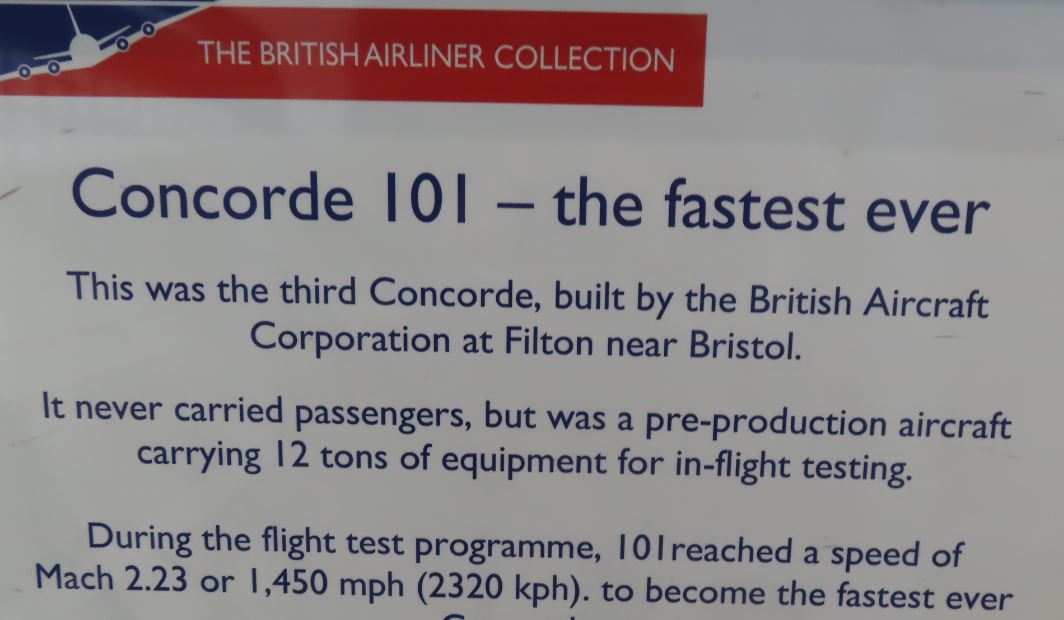 THE BRITISH AIRLINER COLLECTION
Concorde 101 – the fastest ever
This was the third Concorde, built by the British Aircraft
Corporation at Filton near Bristol.
It never carried passengers, but was a pre-production aircraft
carrying 12 tons of equipment for in-flight testing.
During the flight test programme, 101reached a speed of
Mach 2.23 or 1,450 mph (2320 kph). to become the fastest ever